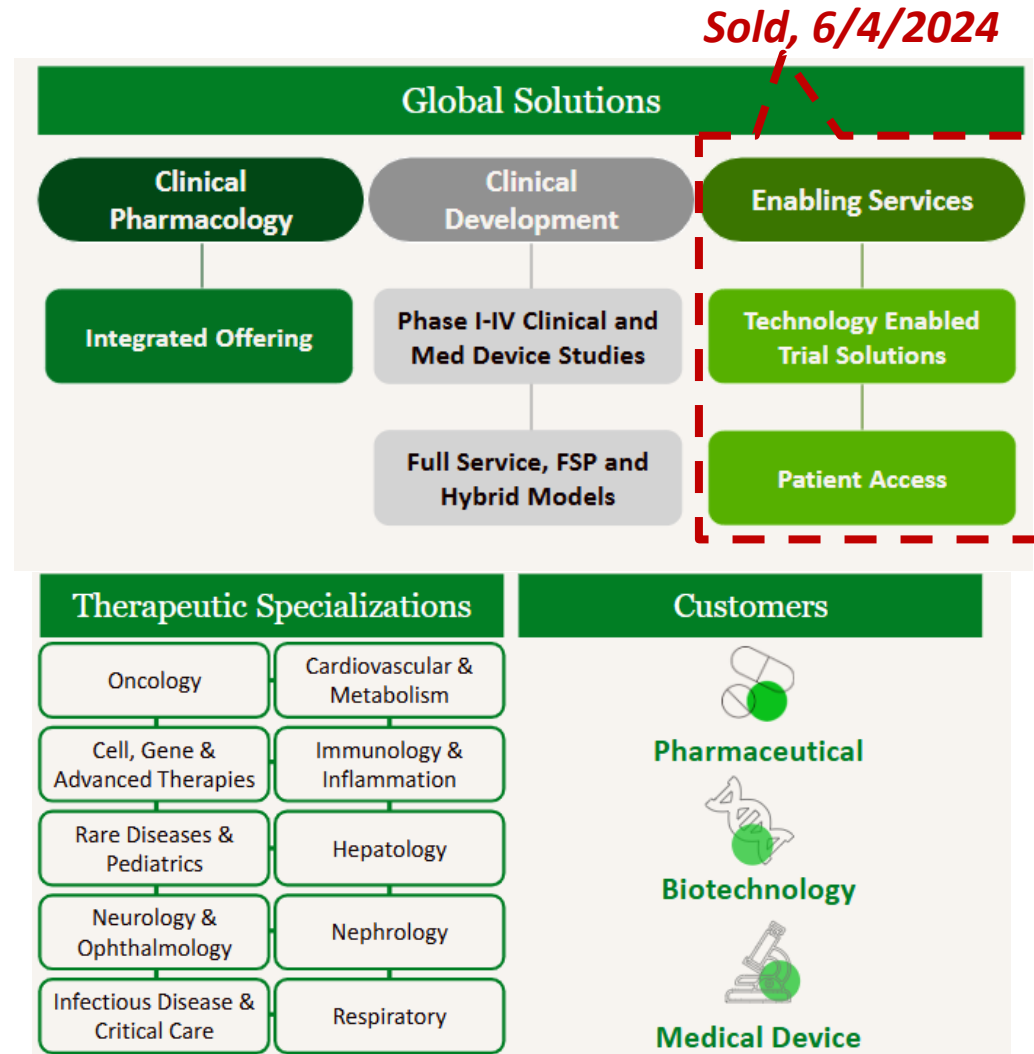 Sold, 6/4/2024
Global Solutions
Clinical
Pharmacology
Integrated Offering
Clinical
Development
Phase I-IV Clinical and
Med Device Studies
Full Service, FSP and
Hybrid Models
Enabling Services
Technology Enabled
Trial Solutions
Patient Access
Therapeutic Specializations
Oncology
Cardiovascular &
Metabolism
Cell, Gene &
Advanced Therapies
Immunology &
Inflammation
Rare Diseases &
Pediatrics
Hepatology
Neurology &
Ophthalmology
Nephrology
Infectious Disease &
Critical Care
Respiratory
Customers
Pharmaceutical
Biotechnology
Medical Device